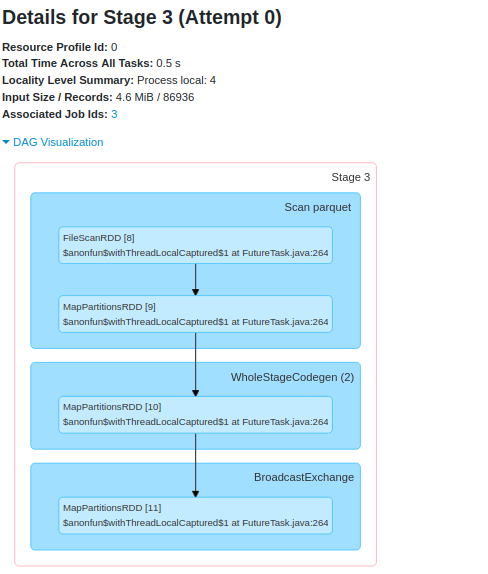 Details for Stage 3 (Attempt 0)
Resource Profile Id: 0
Total Time Across All Tasks: 0.5 s
Locality Level Summary: Process local: 4
Input Size / Records: 4.6 MiB / 86936
Associated Job Ids: 3
DAG Visualization
Stage 3
Scan parquet
FileScanRDD [8]
$anonfun$withThreadLocalCaptured$1 at FutureTask.java:264
MapPartitionsRDD [9]
$anonfun$withThreadLocalCaptured$1 at FutureTask.java:264
WholeStageCodegen (2)
MapPartitionsRDD [10]
$anonfun$withThreadLocalCaptured$1 at FutureTask.java:264
BroadcastExchange
MapPartitionsRDD [11]
$anonfun$withThreadLocalCaptured$1 at FutureTask.java:264